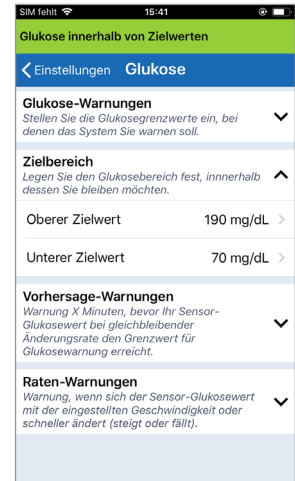 SIM fehlt 15:41
Glukose innerhalb von Zielwerten
Einstellungen Glukose
Glukose-Warnungen
Stellen Sie die Glukosegrenzwerte ein, bei
denen das System Sie warnen soll.
Zielbereich
Legen Sie den Glukosebereich fest, innnerhalb
dessen Sie bleiben möchten.
Oberer Zielwert 190 mg/dL
Unterer Zielwert 70 mg/dL
Vorhersage-Warnungen
Warnung X Minuten, bevor Ihr Sensor-
Glukosewert bei gleichbleibender
Änderungsrate den Grenzwert für
Glukosewarnung erreicht.
Raten-Warnungen
Warnung, wenn sich der Sensor-Glukosewert
mit der eingestellten Geschwindigkeit oder
schneller ändert (steigt oder fällt).